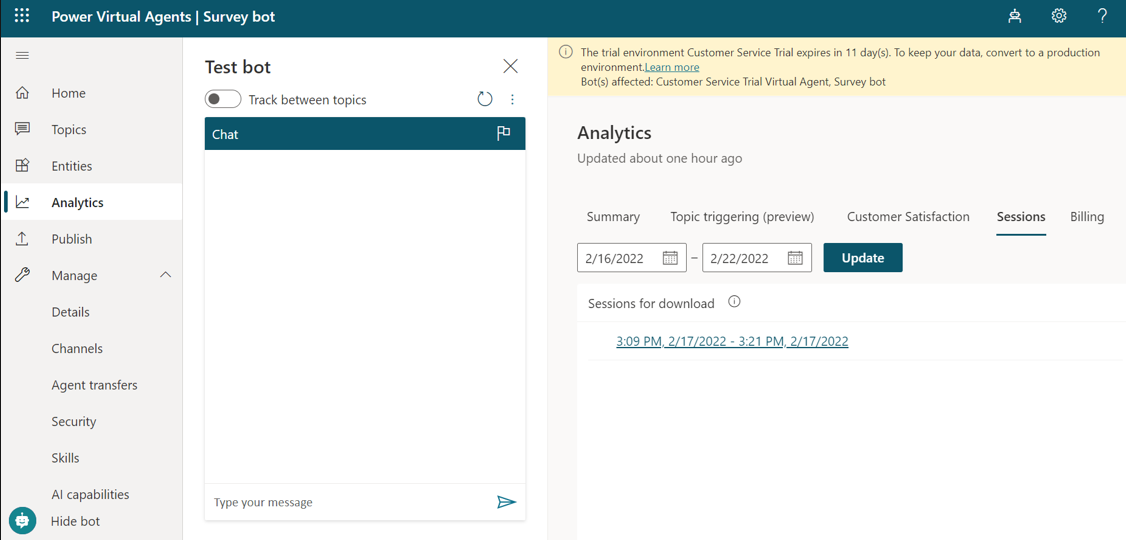 Power Virtual Agents | Survey bot
?
Home
Topics
Entities
Analytics
Publish
Manage
Details
Channels
Agent transfers
Security
Skills
AI capabilities
Hide bot
Test bot
Track between topics
Chat
Type your message
The trial environment Customer Service Trial expires in 11 day(s). To keep your data, convert to a production
environment.Learn more
Bot(s) affected: Customer Service Trial Virtual Agent, Survey bot
Analytics
Updated about one hour ago
Summary Topic triggering (preview) Customer Satisfaction Sessions Billing
2/16/2022 – 2/22/2022 Update
Sessions for download
3:09 PM, 2/17/2022 - 3:21 PM, 2/17/2022